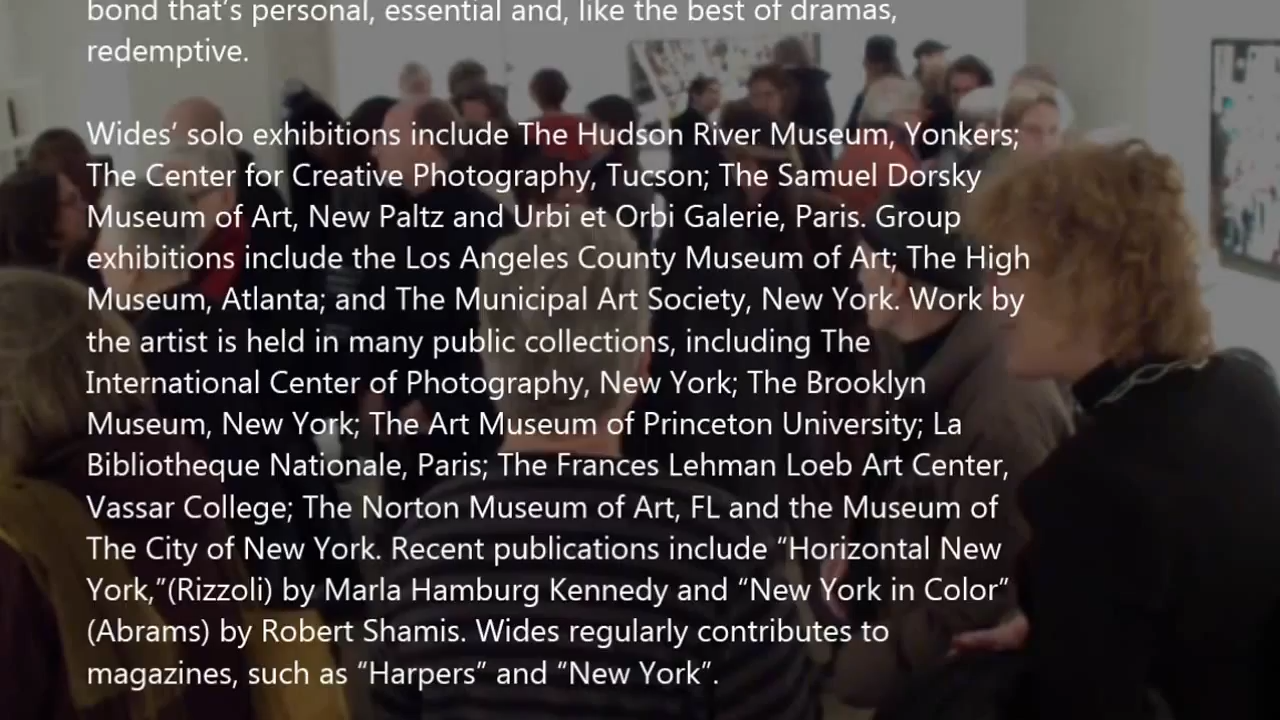 bond that’s personal, essential and, like the best of dramas,
redemptive.
Wides’ solo exhibitions include The Hudson River Museum, Yonkers;
The Center for Creative Photography, Tucson; The Samuel Dorsky
Museum of Art, New Paltz and Urbi et Orbi Galerie, Paris. Group
exhibitions include the Los Angeles County Museum of Art; The High
Museum, Atlanta; and The Municipal Art Society, New York. Work by
the artist is held in many public collections, including The
International Center of Photography, New York; The Brooklyn
Museum, New York; The Art Museum of Princeton University; La
Bibliotheque Nationale, Paris; The Frances Lehman Loeb Art Center,
Vassar College; The Norton Museum of Art, FL and the Museum of
The City of New York. Recent publications include “Horizontal New
York,”(Rizzoli) by Marla Hamburg Kennedy and “New York in Color”
(Abrams) by Robert Shamis. Wides regularly contributes to
magazines, such as “Harpers” and “New York”.